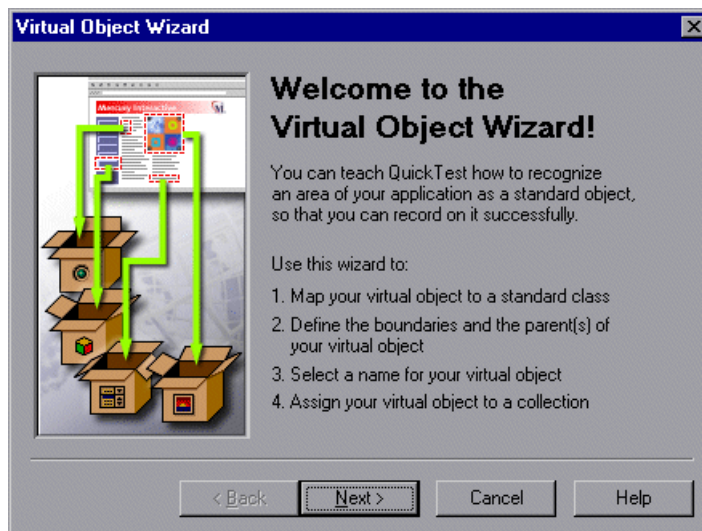 Virtual Object Wizard
Mercury Interactive
Welcome to the
Virtual Object Wizard!
You can teach QuickTest how to recognize
an area of your application as a standard object,
so that you can record on it successfully.
Use this wizard to:
1. Map your virtual object to a standard class
2. Define the boundaries and the parent(s) of
your virtual object
3. Select a name for your virtual object
4. Assign your virtual object to a collection
< Back
Next >
Cancel
Help